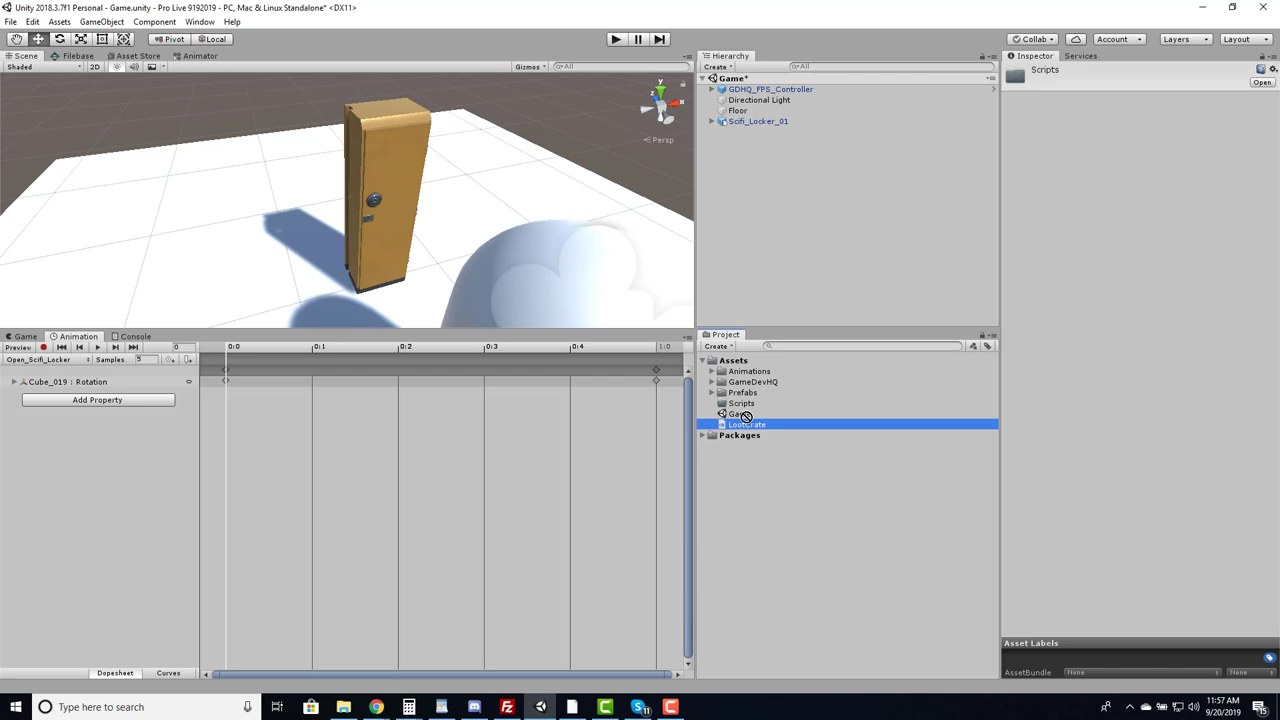 Unity 2018.3.7f1 Personal - Game.unity - Pro Live 9192019 - PC, Mac & Linux Standalone* <DX11>
File Edit Assets GameObject Component Window Help
Pivot Local Collab Account Layers Layout
Scene Filebase Asset Store Animator
Shaded 2D Gizmos All
y
x
z
Persp
Hierarchy
Create All
Game*
GDHQ_FPS_Controller
Directional Light
Floor
Scifi_Locker_01
Inspector Services
Scripts
Open
Game Animation Console
Preview 0
0:0 0:1 0:2 0:3 0:4 1:0
Open_Scifi_Locker Samples 5
Cube_019 : Rotation
Add Property
Dopesheet Curves
Project
Create
Assets
Animations
GameDevHQ
Prefabs
Scripts
LootCrate
Packages
Asset Labels
AssetBundle None None
Type here to search
11:57 AM
9/20/2019